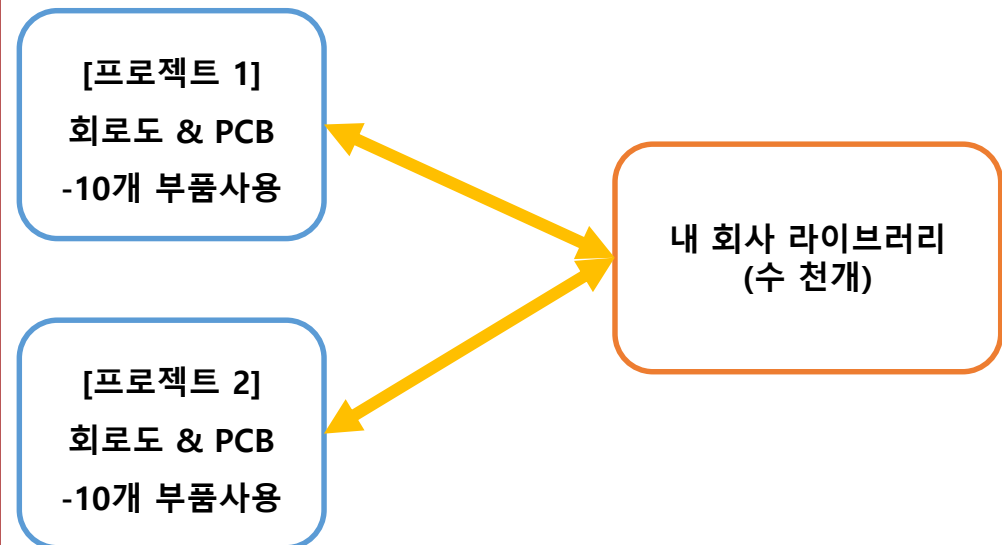 [프로젝트 1]
회로도 & PCB
-10개 부품사용
내 회사 라이브러리
(수 천개)
[프로젝트 2]
회로도 & PCB
-10개 부품사용